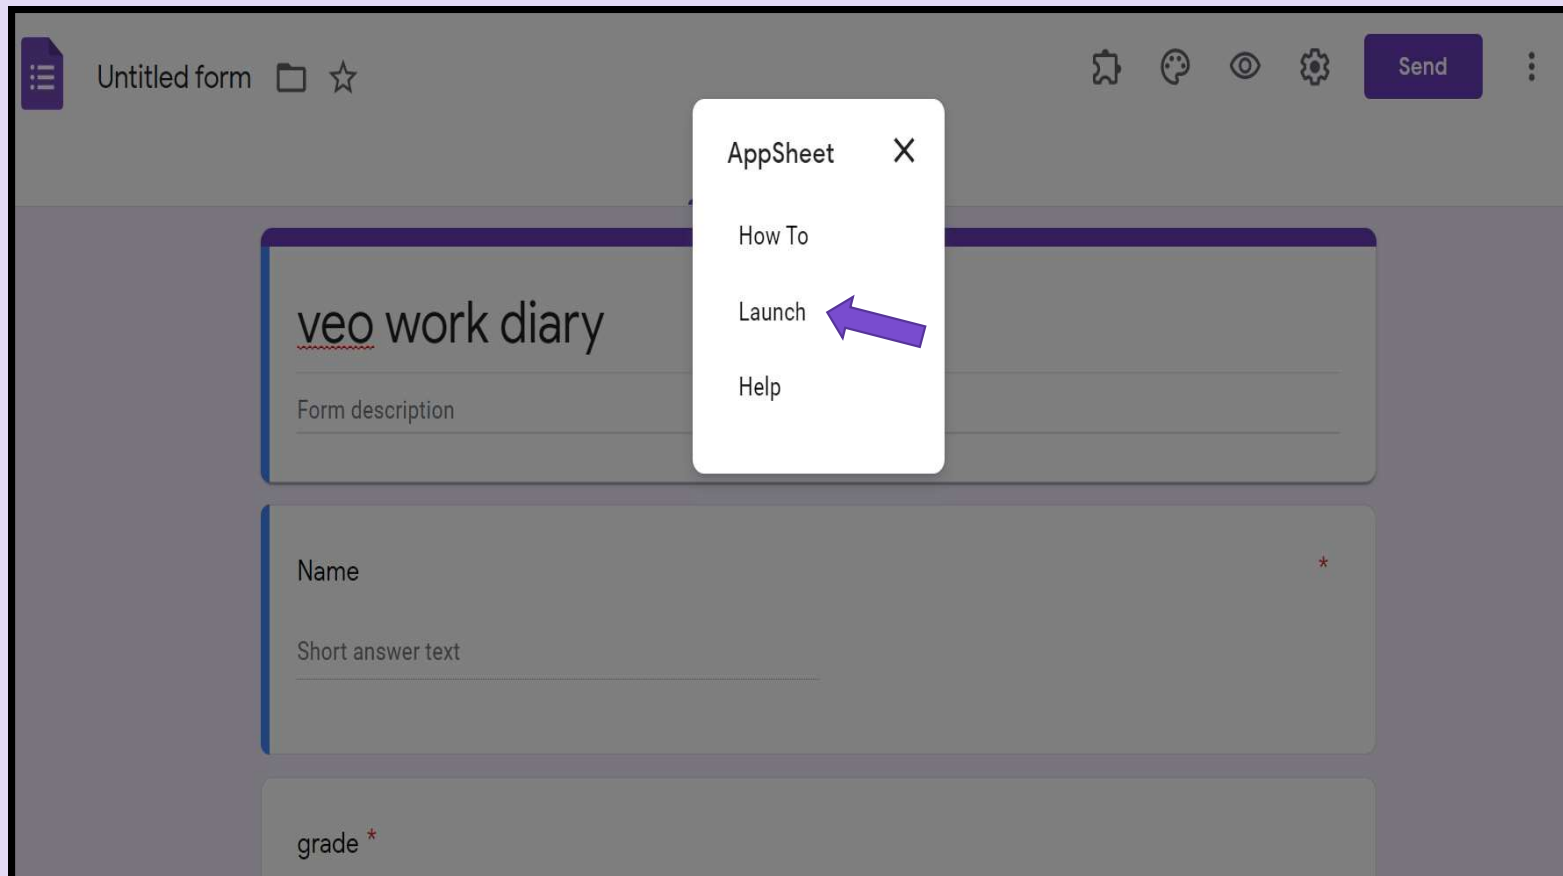 Untitled form
Send
AppSheet
How To
Launch
Help
veo work diary
Form description
Name *
Short answer text
grade *